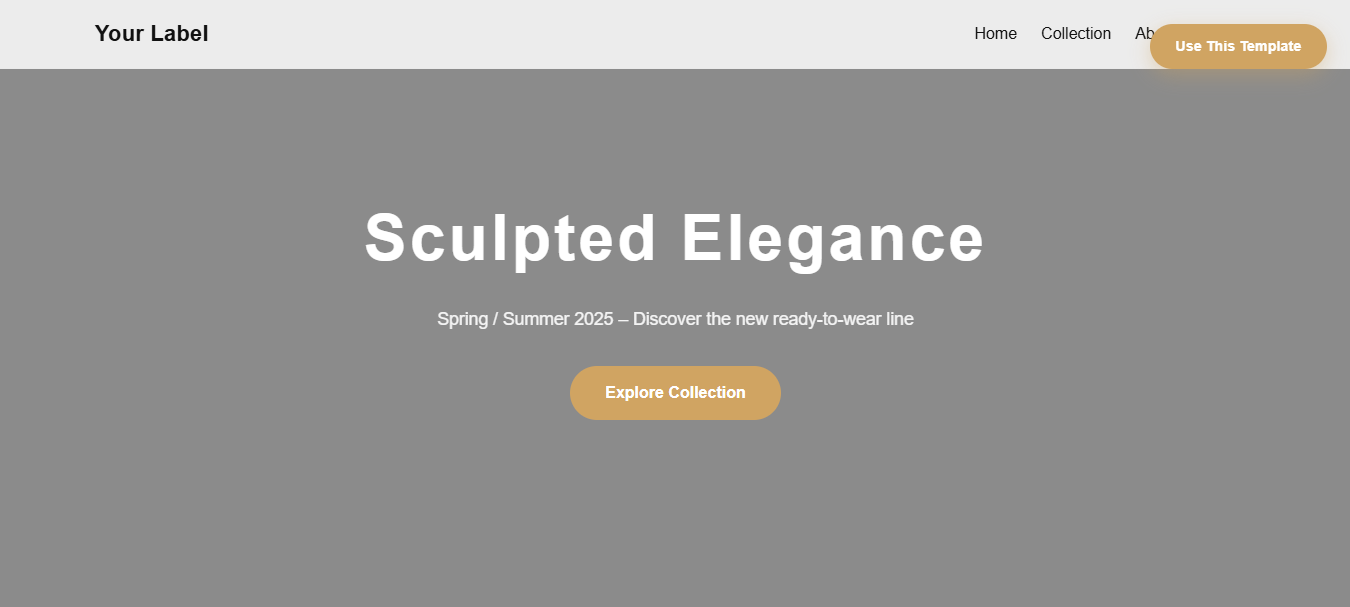 Your Label
Home Collection Ab
Use This Template
Sculpted Elegance
Spring / Summer 2025 – Discover the new ready-to-wear line
Explore Collection